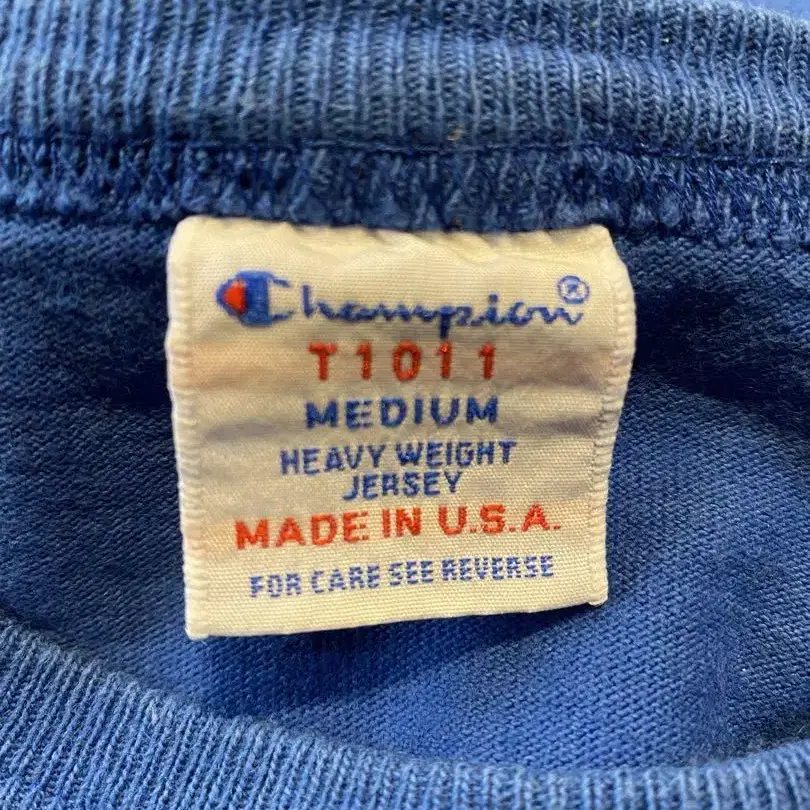 Champion®
T1011
MEDIUM
HEAVY WEIGHT
JERSEY
MADE IN U.S.A.
FOR CARE SEE REVERSE